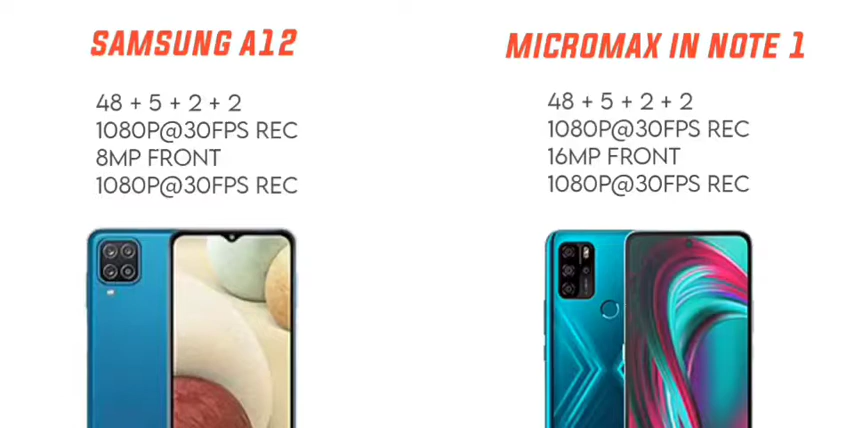 SAMSUNG A12
48 + 5 + 2 + 2
1080P@30FPS REC
8MP FRONT
1080P@30FPS REC
MICROMAX IN NOTE 1
48 + 5 + 2 + 2
1080P@30FPS REC
16MP FRONT
1080P@30FPS REC